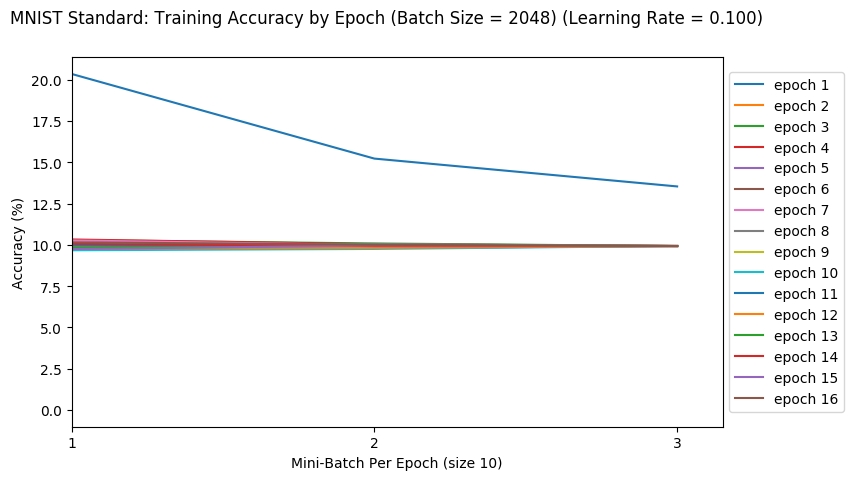 MNIST Standard: Training Accuracy by Epoch (Batch Size = 2048) (Learning Rate = 0.100)
20.0
17.5
15.0
12.5
10.0
7.5
5.0
2.5
0.0
Accuracy (%)
1
2
3
Mini-Batch Per Epoch (size 10)
epoch 1
epoch 2
epoch 3
epoch 4
epoch 5
epoch 6
epoch 7
epoch 8
epoch 9
epoch 10
epoch 11
epoch 12
epoch 13
epoch 14
epoch 15
epoch 16